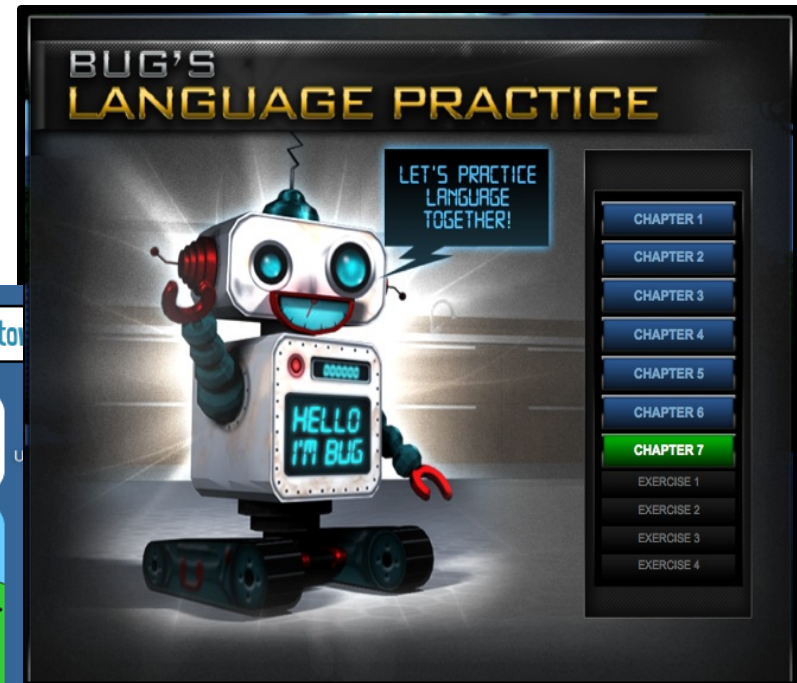 BUG'S
LANGUAGE PRACTICE
LET'S PRACTICE
LANGUAGE
TOGETHER!
HELLO
I'M BUG
CHAPTER 1
CHAPTER 2
CHAPTER 3
CHAPTER 4
CHAPTER 5
CHAPTER 6
CHAPTER 7
EXERCISE 1
EXERCISE 2
EXERCISE 3
EXERCISE 4